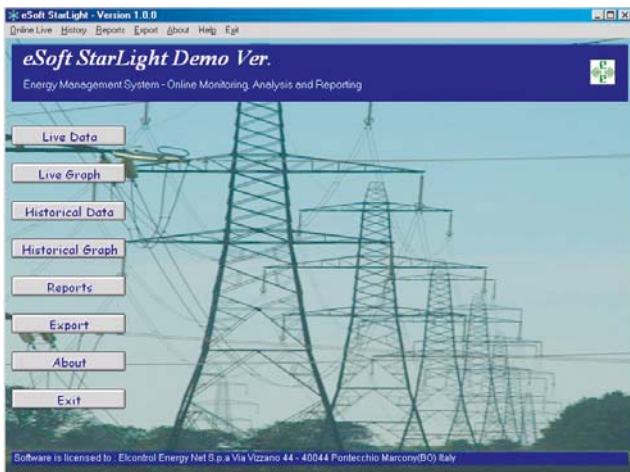 eSoft StarLight - Version 1.0.0
Online Live History Reports Export About Help Exit
eSoft StarLight Demo Ver.
Energy Management System - Online Monitoring, Analysis and Reporting
Live Data
Live Graph
Historical Data
Historical Graph
Reports
Export
About
Exit
Software is licensed to : Elcontrol Energy Net S.p.a Via Vizzano 44 - 40044 Pontecchio Marcony(BO) Italy